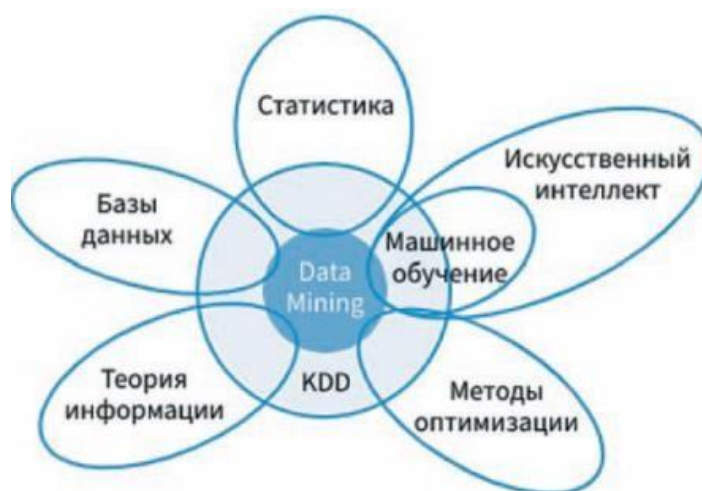 Статистика
Искусственный
интеллект
Базы
данных
Машинное
обучение
Data
Mining
Теория
информации
KDD
Методы
оптимизации